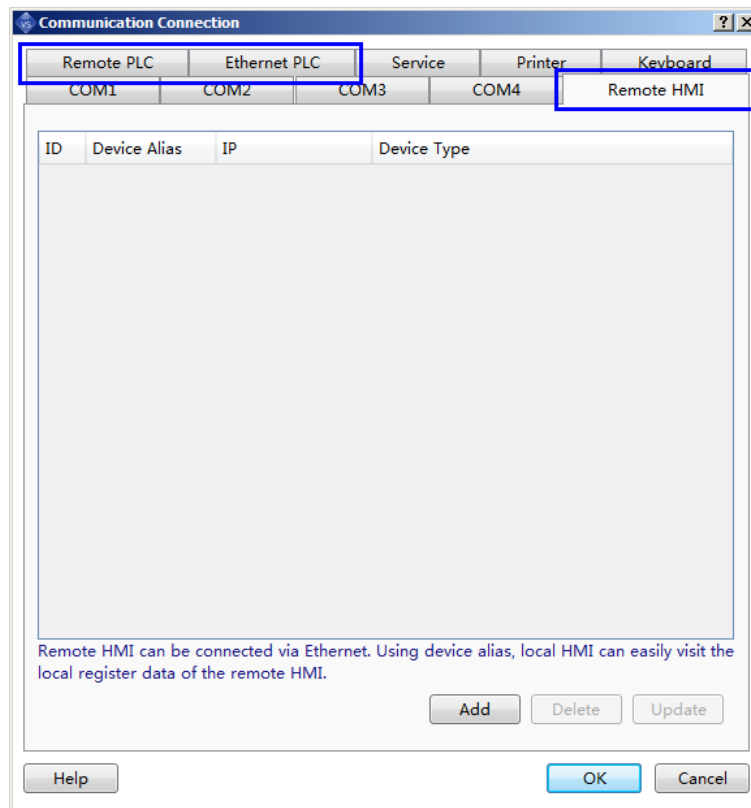 Communication Connection
Remote PLC Ethernet PLC Service Printer Keyboard
COM1 COM2 COM3 COM4 Remote HMI
ID Device Alias IP Device Type
Remote HMI can be connected via Ethernet. Using device alias, local HMI can easily visit the
local register data of the remote HMI.
Add Delete Update
Help OK Cancel